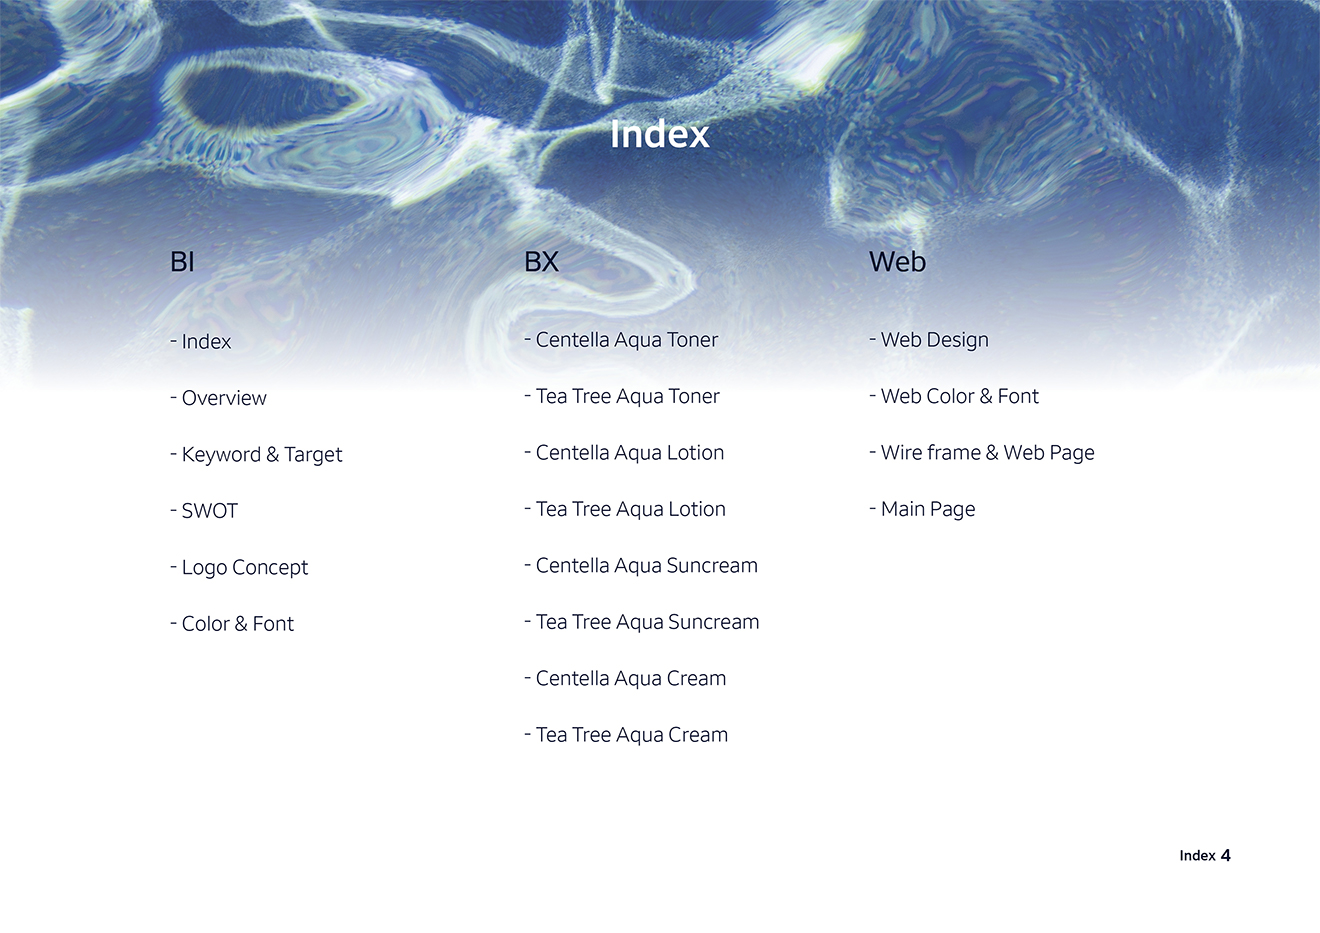 Index
BI
- Index
- Overview
- Keyword & Target
- SWOT
- Logo Concept
- Color & Font
BX
- Centella Aqua Toner
- Tea Tree Aqua Toner
- Centella Aqua Lotion
- Tea Tree Aqua Lotion
- Centella Aqua Suncream
- Tea Tree Aqua Suncream
- Centella Aqua Cream
- Tea Tree Aqua Cream
Web
- Web Design
- Web Color & Font
- Wire frame & Web Page
- Main Page
Index 4